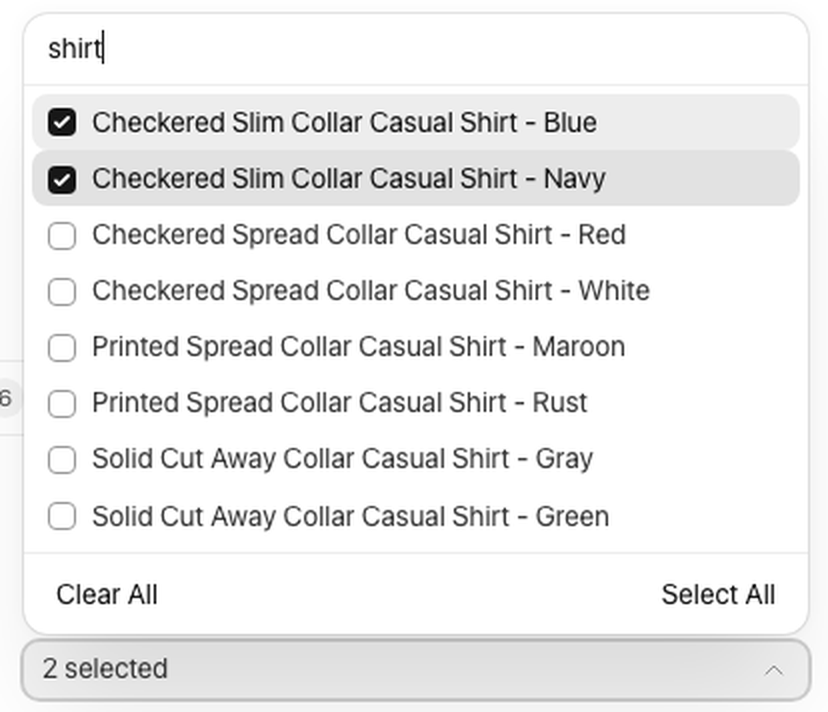 shirt
Checkered Slim Collar Casual Shirt - Blue
Checkered Slim Collar Casual Shirt - Navy
Checkered Spread Collar Casual Shirt - Red
Checkered Spread Collar Casual Shirt - White
Printed Spread Collar Casual Shirt - Maroon
6
Printed Spread Collar Casual Shirt - Rust
Solid Cut Away Collar Casual Shirt - Gray
Solid Cut Away Collar Casual Shirt - Green
Clear All
Select All
2 selected